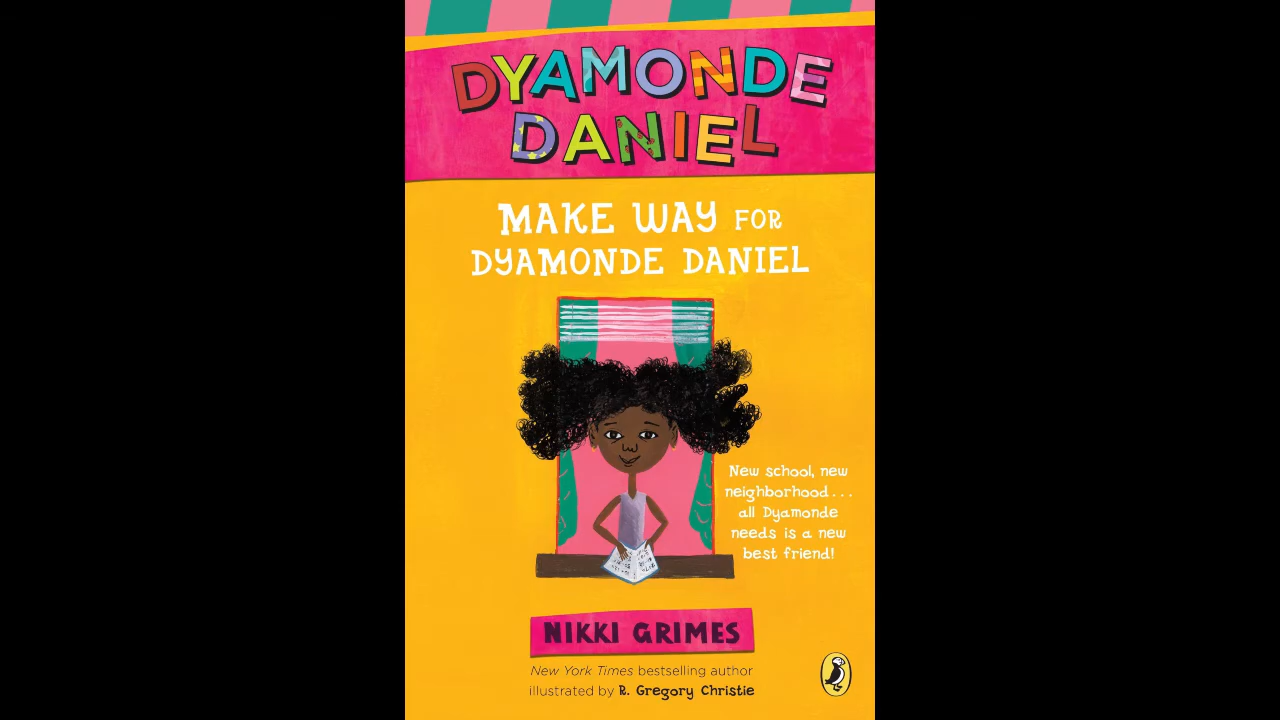 DYAMONDE
DANIEL
MAKE WAY FOR
DYAMONDE DANIEL
New school, new
neighborhood...
all Dyamonde
needs is a new
best friend!
NIKKI GRIMES
New York Times bestselling author
illustrated by R. Gregory Christie